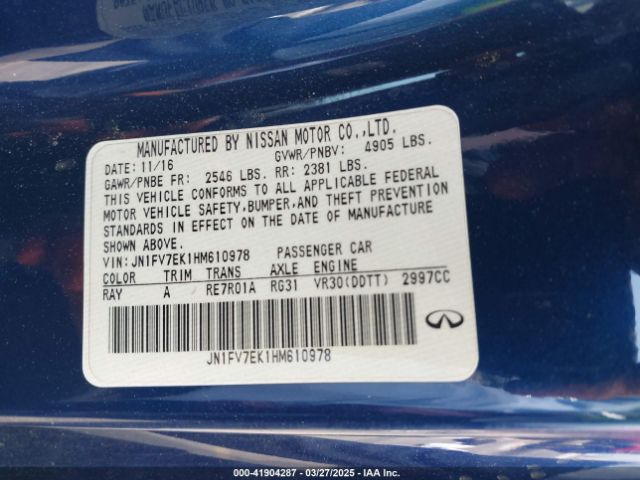 MANUFACTURED BY NISSAN MOTOR CO.,LTD.
DATE: 11/16 GVWR/PNBV: 4905 LBS.
GAWR/PNBE FR: 2546 LBS. RR: 2381 LBS.
THIS VEHICLE CONFORMS TO ALL APPLICABLE FEDERAL
MOTOR VEHICLE SAFETY,BUMPER,AND THEFT PREVENTION
STANDARDS IN EFFECT ON THE DATE OF MANUFACTURE
SHOWN ABOVE.
VIN: JN1FV7EK1HM610978 PASSENGER CAR
COLOR TRIM TRANS AXLE ENGINE
RAY A RE7R01A RG31 VR30(DDTT) 2997CC
JN1FV7EK1HM610978
000-41904287 - 03/27/2025 - IAA Inc.